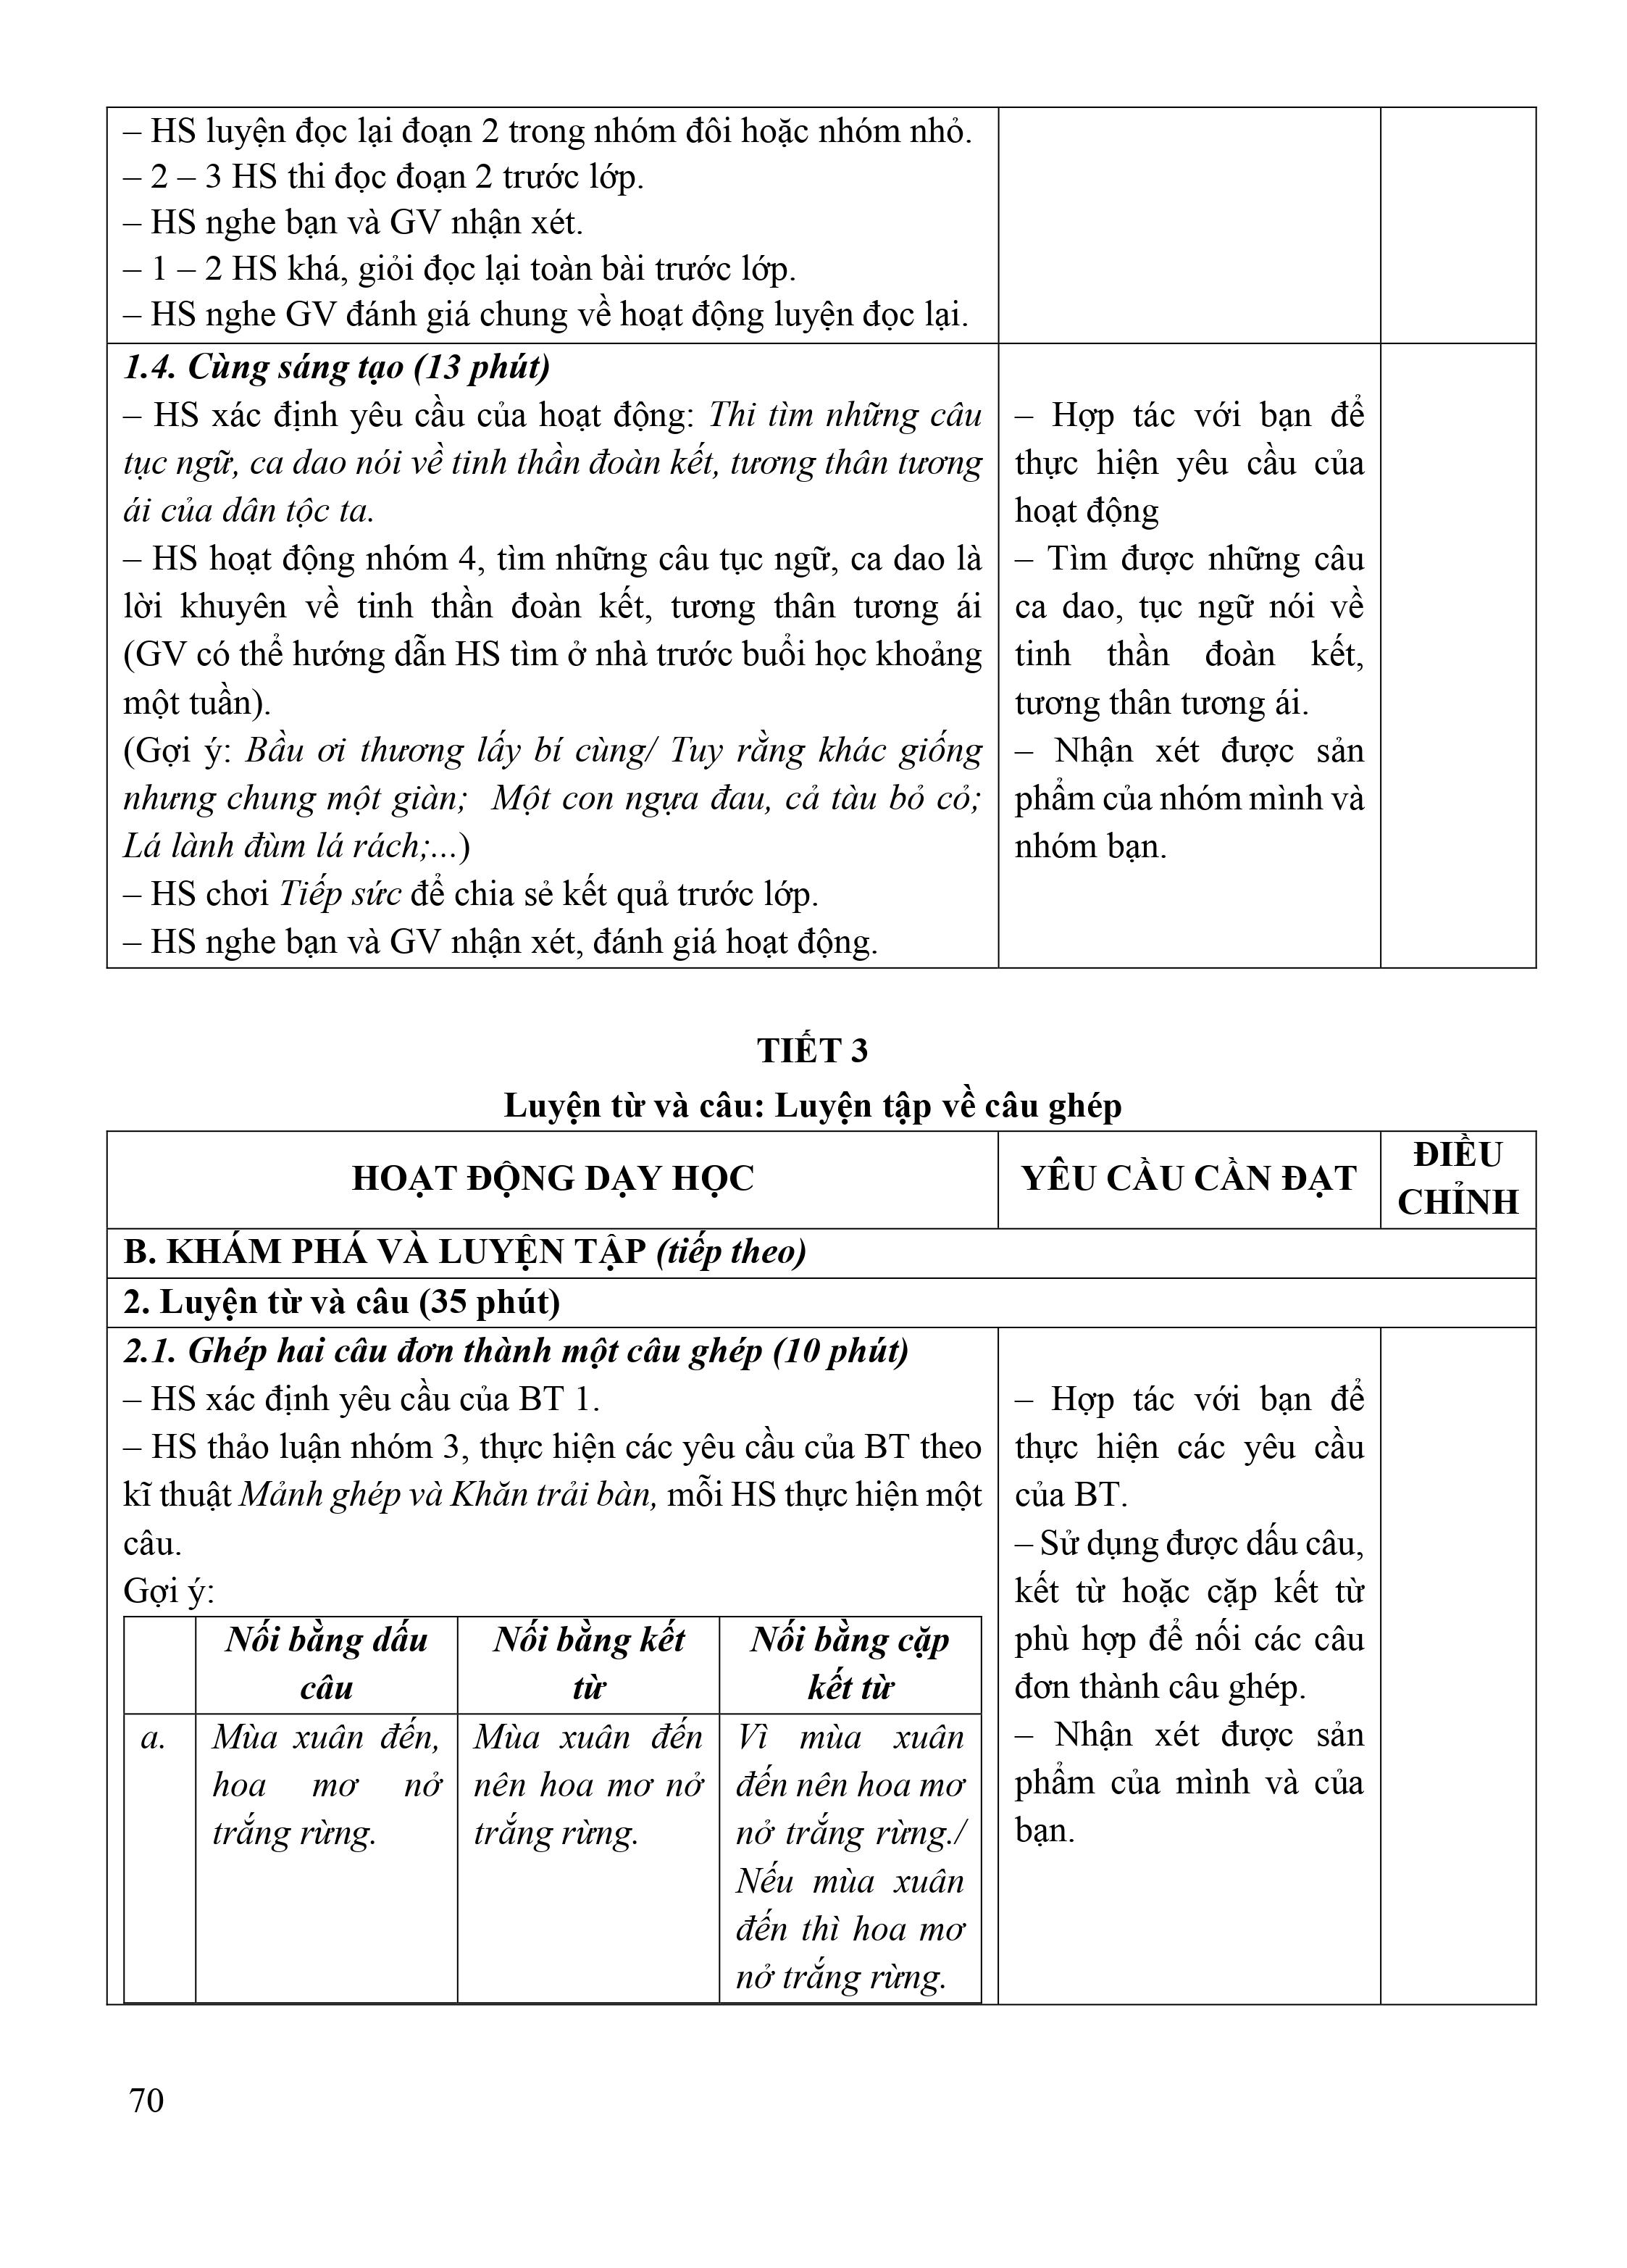 – HS luyện đọc lại đoạn 2 trong nhóm đôi hoặc nhóm nhỏ.
– 2 – 3 HS thi đọc đoạn 2 trước lớp.
– HS nghe bạn và GV nhận xét.
– 1 – 2 HS khá, giỏi đọc lại toàn bài trước lớp.
– HS nghe GV đánh giá chung về hoạt động luyện đọc lại.
1.4. Cùng sáng tạo (13 phút)
– HS xác định yêu cầu của hoạt động: Thi tìm những câu
tục ngữ, ca dao nói về tinh thần đoàn kết, tương thân tương
ái của dân tộc ta.
– HS hoạt động nhóm 4, tìm những câu tục ngữ, ca dao là
lời khuyên về tinh thần đoàn kết, tương thân tương ái
(GV có thể hướng dẫn HS tìm ở nhà trước buổi học khoảng
một tuần).
(Gợi ý: Bầu ơi thương lấy bí cùng/ Tuy rằng khác giống
nhưng chung một giàn; Một con ngựa đau, cả tàu bỏ cỏ;
Lá lành đùm lá rách;...)
– HS chơi Tiếp sức để chia sẻ kết quả trước lớp.
– HS nghe bạn và GV nhận xét, đánh giá hoạt động.
– Hợp tác với bạn để
thực hiện yêu cầu của
hoạt động
– Tìm được những câu
ca dao, tục ngữ nói về
tinh thần đoàn kết,
tương thân tương ái.
– Nhận xét được sản
phẩm của nhóm mình và
nhóm bạn.
TIẾT 3
Luyện từ và câu: Luyện tập về câu ghép
HOẠT ĐỘNG DẠY HỌC
YÊU CẦU CẦN ĐẠT
ĐIỀU
CHỈNH
B. KHÁM PHÁ VÀ LUYỆN TẬP (tiếp theo)
2. Luyện từ và câu (35 phút)
2.1. Ghép hai câu đơn thành một câu ghép (10 phút)
– HS xác định yêu cầu của BT 1.
– HS thảo luận nhóm 3, thực hiện các yêu cầu của BT theo
kĩ thuật Mảnh ghép và Khăn trải bàn, mỗi HS thực hiện một
câu.
Gợi ý:
Nối bằng dấu
câu
Nối bằng kết
từ
Nối bằng cặp
kết từ
a.
Mùa xuân đến,
hoa mơ nở
trắng rừng.
Mùa xuân đến
nên hoa mơ nở
trắng rừng.
Vì mùa xuân
đến nên hoa mơ
nở trắng rừng./
Nếu mùa xuân
đến thì hoa mơ
nở trắng rừng.
– Hợp tác với bạn để
thực hiện các yêu cầu
của BT.
– Sử dụng được dấu câu,
kết từ hoặc cặp kết từ
phù hợp để nối các câu
đơn thành câu ghép.
– Nhận xét được sản
phẩm của mình và của
bạn.
70